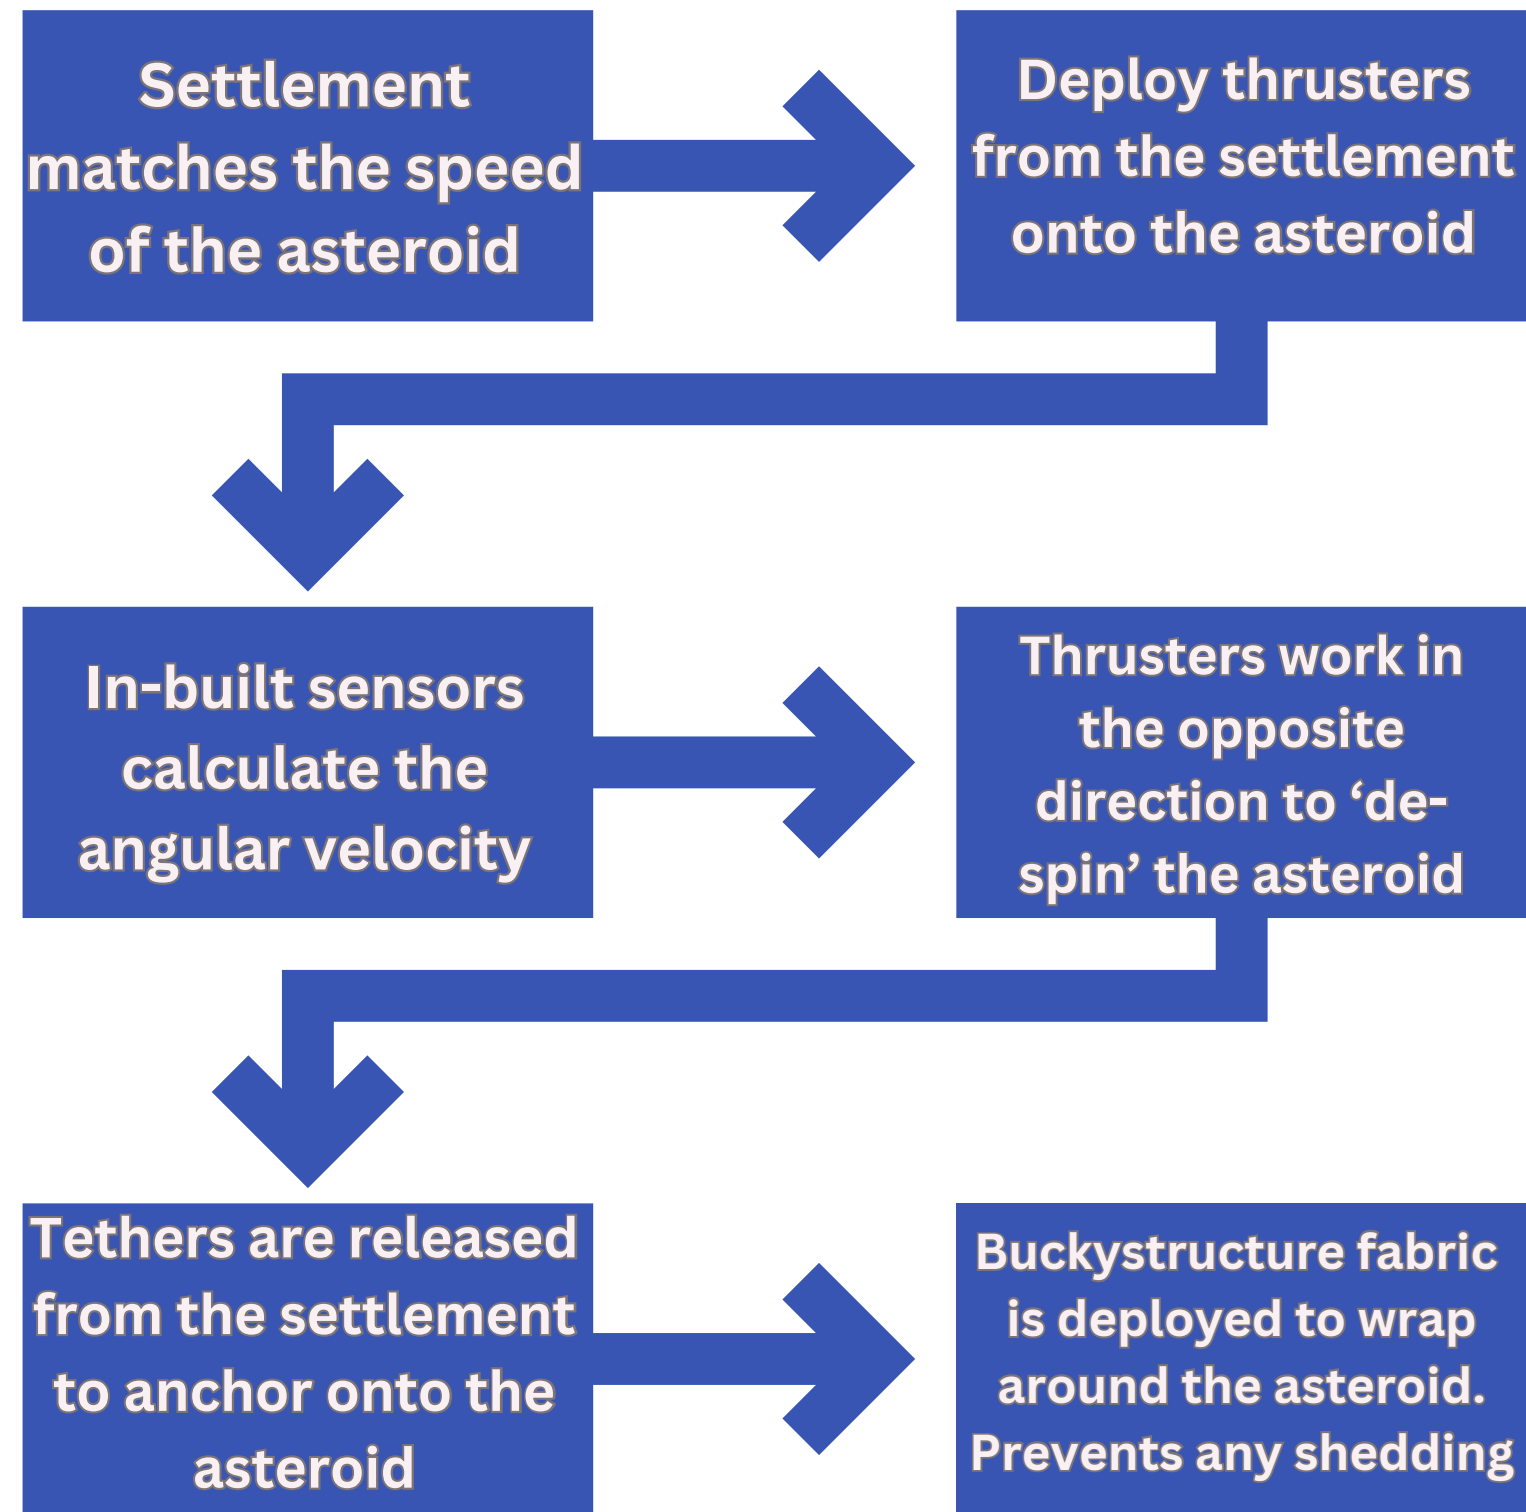 Settlement
matches the speed
of the asteroid
Deploy thrusters
from the settlement
onto the asteroid
In-built sensors
calculate the
angular velocity
Thrusters work in
the opposite
direction to ‘de-
spin’ the asteroid
Tethers are released
from the settlement
to anchor onto the
asteroid
Buckystructure fabric
is deployed to wrap
around the asteroid.
Prevents any shedding